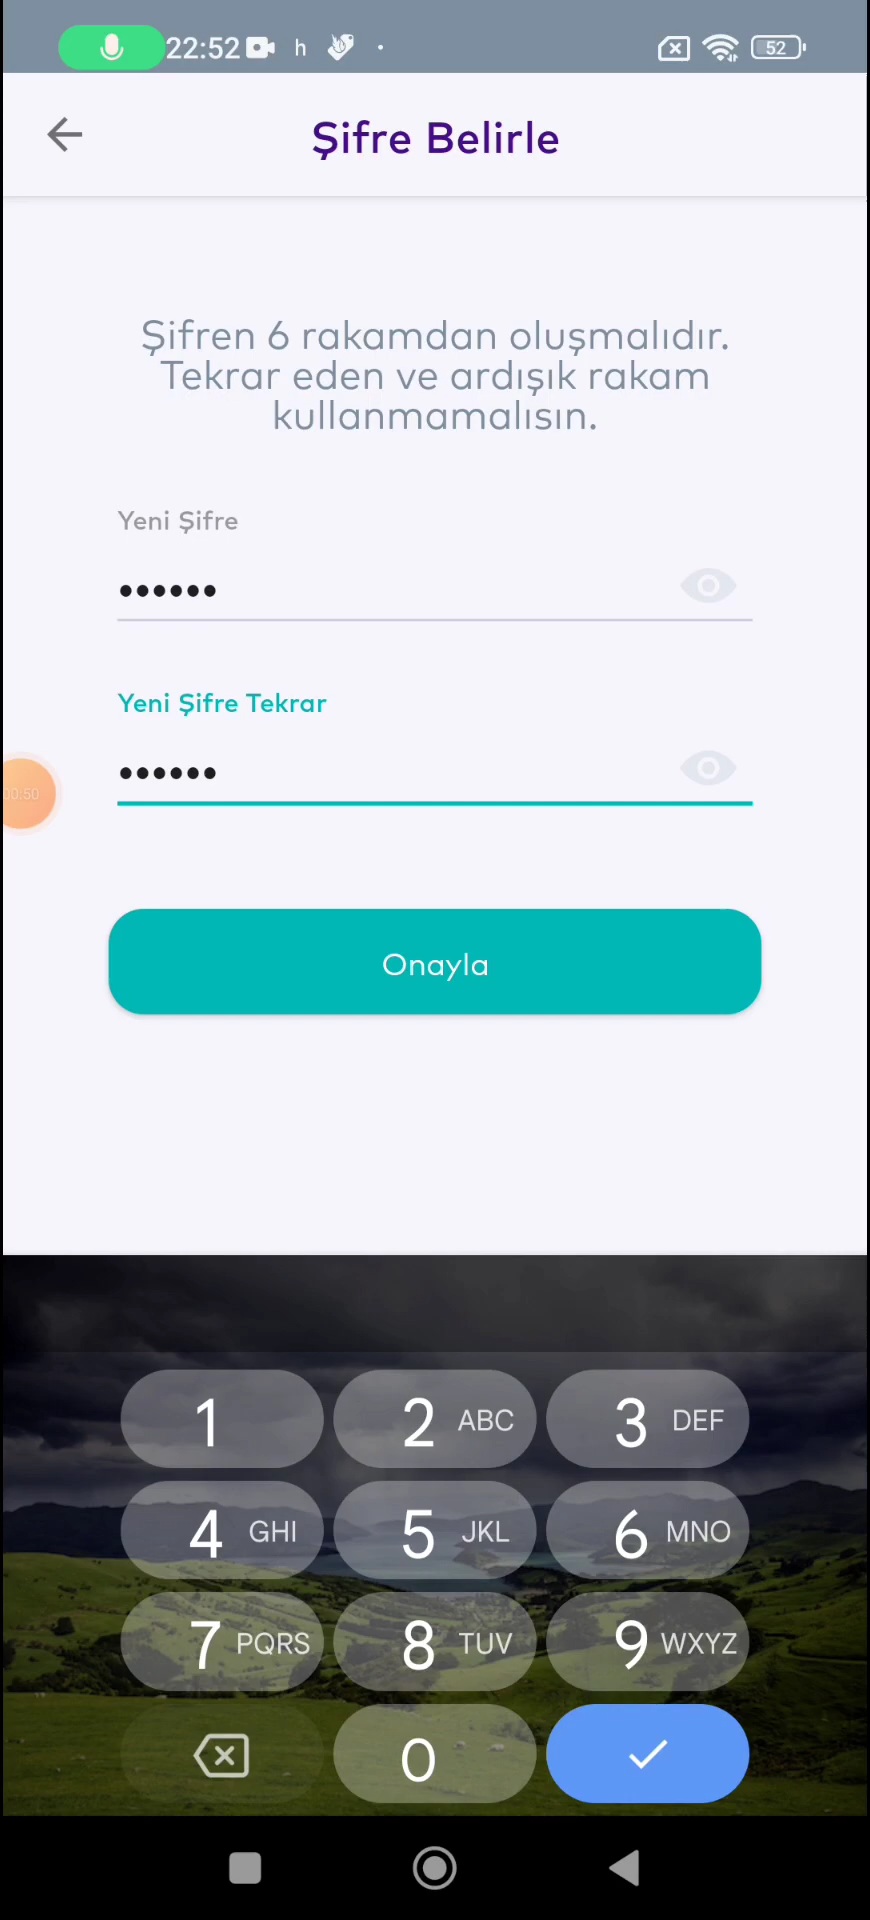 22:52 h
52
Şifre Belirle
Şifren 6 rakamdan oluşmalıdır.
Tekrar eden ve ardışık rakam
kullanmamalısın.
Yeni Şifre
••••••
Yeni Şifre Tekrar
••••••
00:50
Onayla
1
2 ABC
3 DEF
4 GHI
5 JKL
6 MNO
7 PQRS
8 TUV
9 WXYZ
0